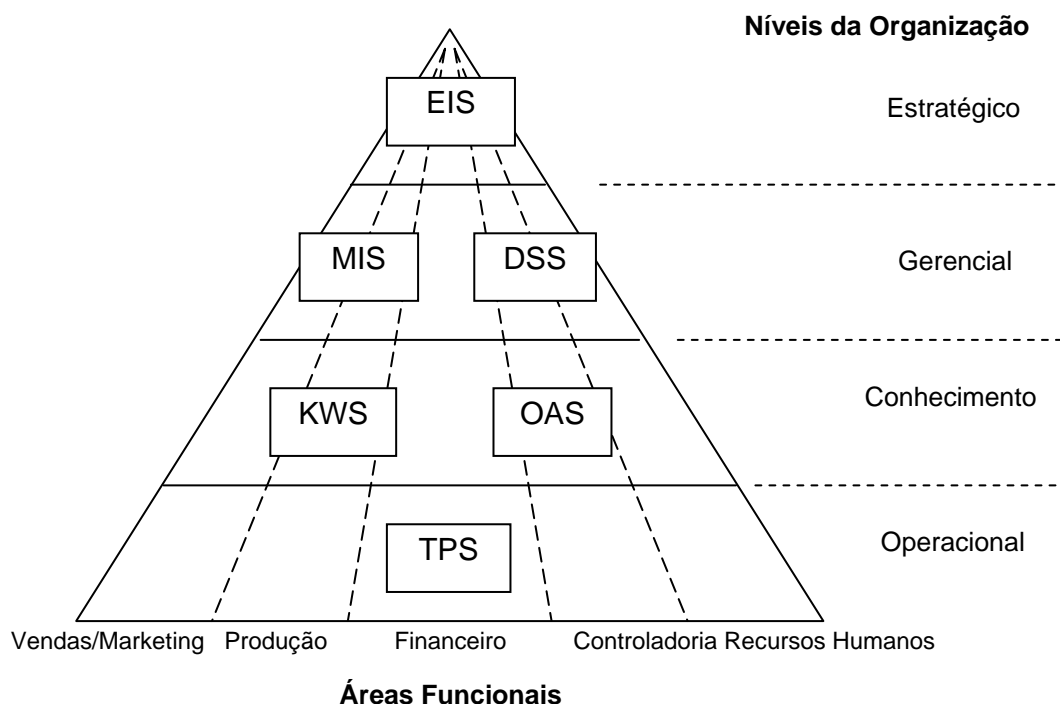 Níveis da Organização
EIS
Estratégico
MIS
DSS
Gerencial
KWS
OAS
Conhecimento
TPS
Operacional
Vendas/Marketing Produção Financeiro Controladoria Recursos Humanos
Áreas Funcionais